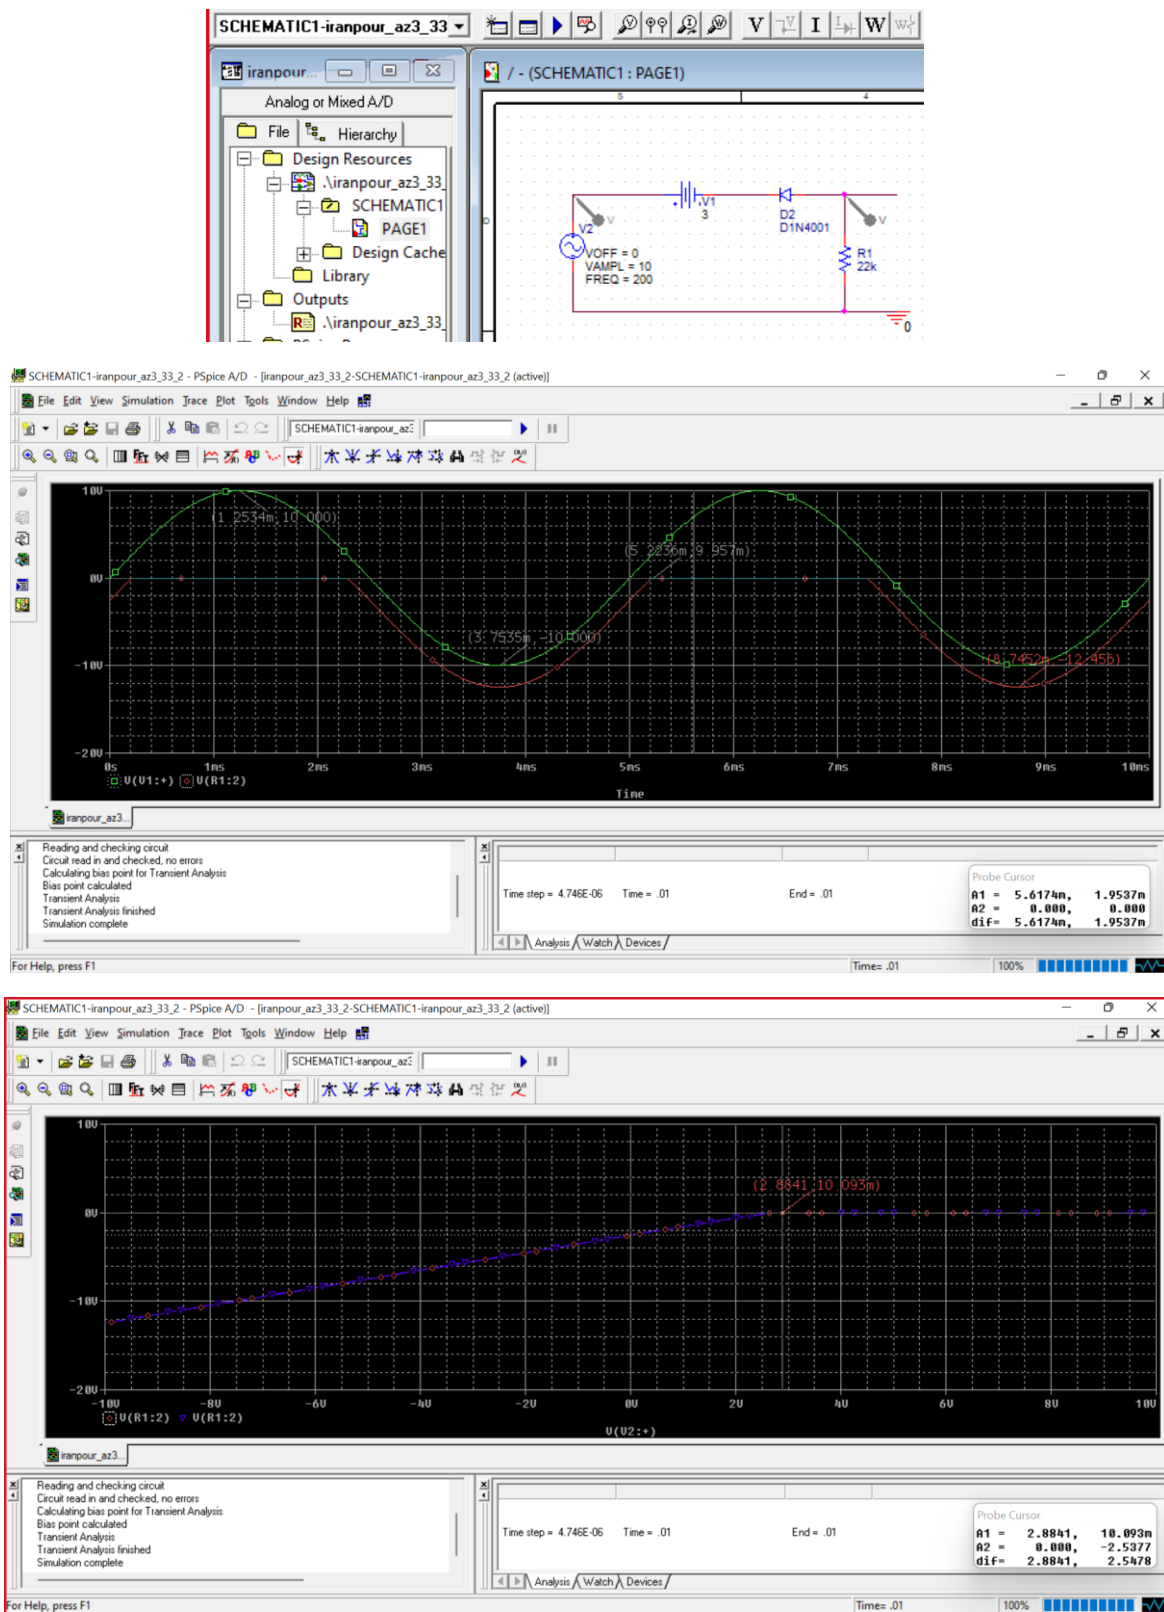 SCHEMATIC1-iranpour_az3_33
V I W
iranpour...
/ - (SCHEMATIC1 : PAGE1)
Analog or Mixed A/D
5 4
File Hierarchy
Design Resources
.\iranpour_az3_33_
SCHEMATIC1
PAGE1
Design Cache
Library
Outputs
.\iranpour_az3_33_
V1
3
D2
D1N4001
V
V
V2
VOFF = 0
VAMPL = 10
FREQ = 200
R1
22k
0
SCHEMATIC1-iranpour_az3_33_2 - PSpice A/D - [iranpour_az3_33_2-SCHEMATIC1-iranpour_az3_33_2 (active)]
File Edit View Simulation Trace Plot Tools Window Help
SCHEMATIC1-iranpour_az3
10V
(1.2534m,10.000)
(5.2236m,9.957m)
0V
(3.7535m,-10.000)
(8.7452m,-12.455)
-10V
-20V
0s 1ms 2ms 3ms 4ms 5ms 6ms 7ms 8ms 9ms 10ms
V(V1:+) V(R1:2)
Time
iranpour_az3...
Reading and checking circuit
Circuit read in and checked, no errors
Calculating bias point for Transient Analysis
Bias point calculated
Transient Analysis
Transient Analysis finished
Simulation complete
Time step = 4.746E-06 Time = .01 End = .01
Probe Cursor
A1 = 5.6174m, 1.9537m
A2 = 0.000, 0.000
dif= 5.6174m, 1.9537m
Analysis Watch Devices
For Help, press F1
Time= .01 100%
SCHEMATIC1-iranpour_az3_33_2 - PSpice A/D - [iranpour_az3_33_2-SCHEMATIC1-iranpour_az3_33_2 (active)]
File Edit View Simulation Trace Plot Tools Window Help
SCHEMATIC1-iranpour_az3
10V
(2.8841,10.093m)
0V
-10V
-20V
-10V -8V -6V -4V -2V 0V 2V 4V 6V 8V 10V
V(R1:2) V(R1:2)
V(V2:+)
iranpour_az3...
Reading and checking circuit
Circuit read in and checked, no errors
Calculating bias point for Transient Analysis
Bias point calculated
Transient Analysis
Transient Analysis finished
Simulation complete
Time step = 4.746E-06 Time = .01 End = .01
Probe Cursor
A1 = 2.8841, 10.093m
A2 = 0.000, -2.5377
dif= 2.8841, 2.5478
Analysis Watch Devices
For Help, press F1
Time= .01 100%